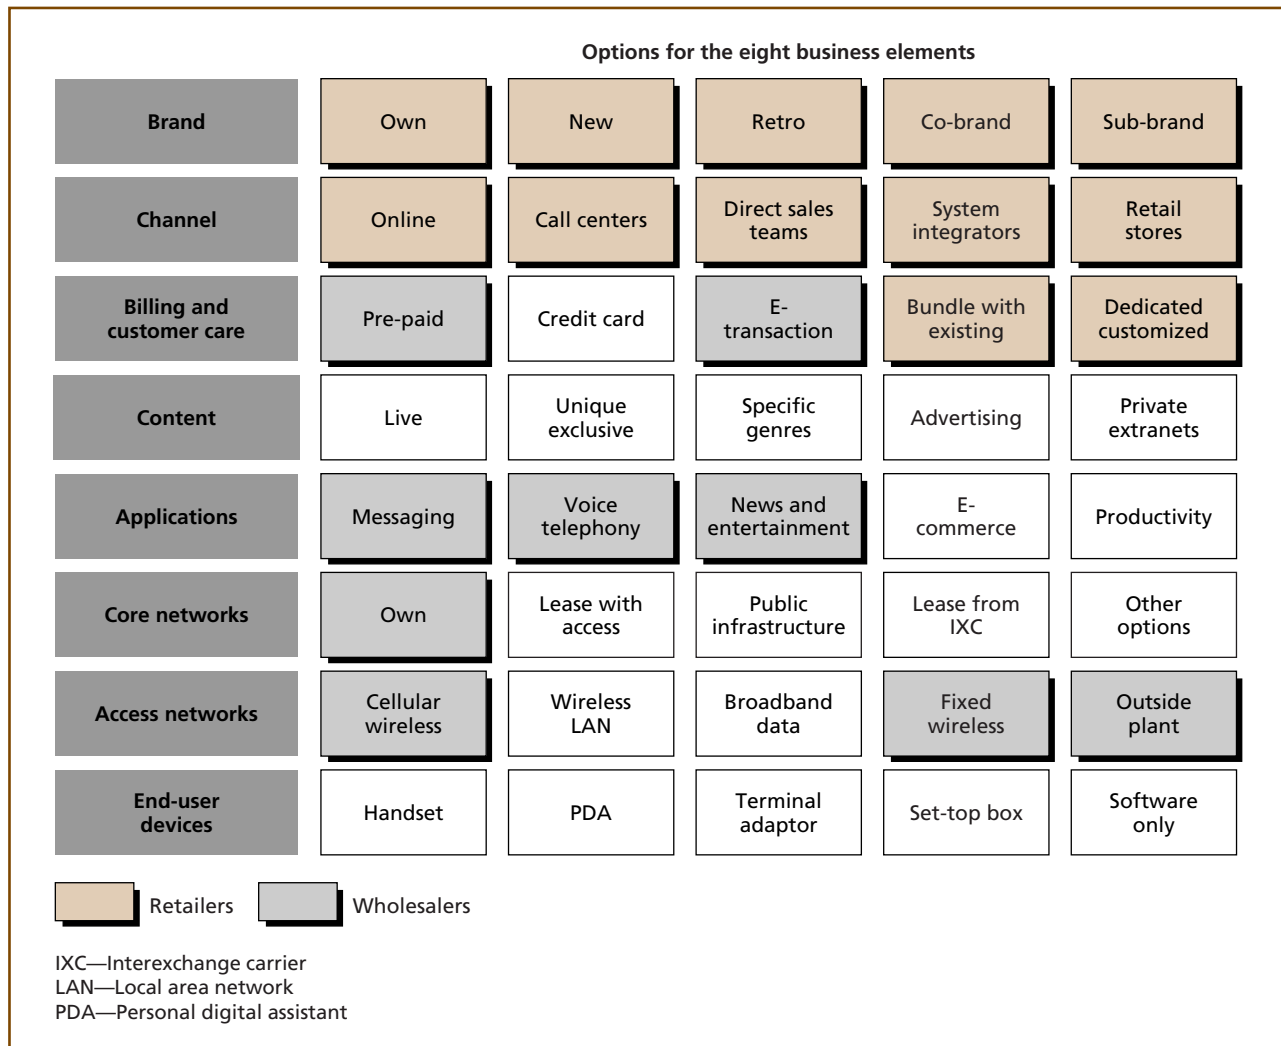 Options for the eight business elements
Brand
Own
New
Retro
Co-brand
Sub-brand
Channel
Online
Call centers
Direct sales
teams
System
integrators
Retail
stores
Billing and
customer care
Pre-paid
Credit card
E-
transaction
Bundle with
existing
Dedicated
customized
Content
Live
Unique
exclusive
Specific
genres
Advertising
Private
extranets
Applications
Messaging
Voice
telephony
News and
entertainment
E-
commerce
Productivity
Core networks
Own
Lease with
access
Public
infrastructure
Lease from
IXC
Other
options
Access networks
Cellular
wireless
Wireless
LAN
Broadband
data
Fixed
wireless
Outside
plant
End-user
devices
Handset
PDA
Terminal
adaptor
Set-top box
Software
only
Retailers
Wholesalers
IXC—Interexchange carrier
LAN—Local area network
PDA—Personal digital assistant